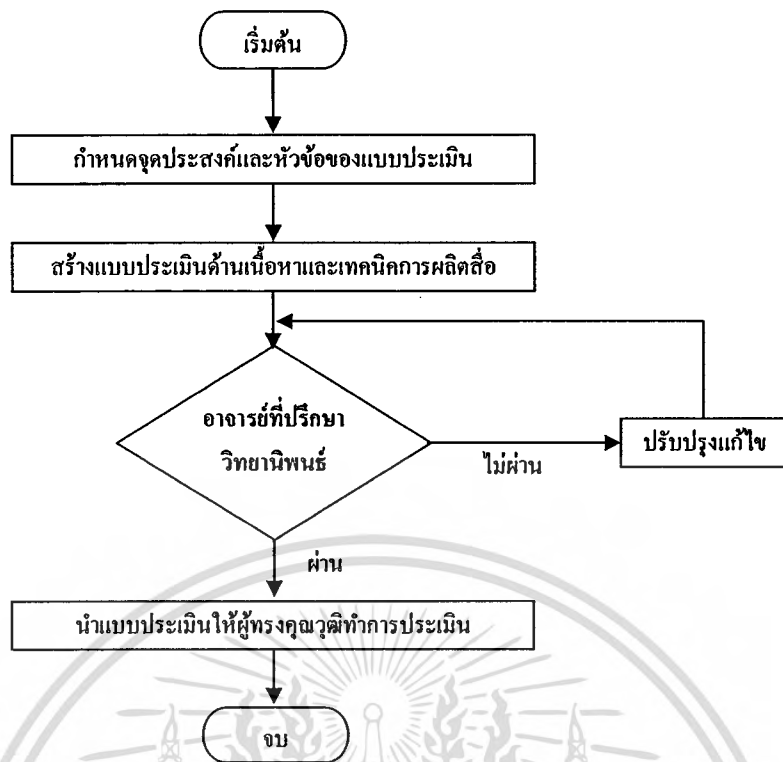 เริ่มต้น
กำหนดจุดประสงค์และหัวข้อของแบบประเมิน
สร้างแบบประเมินด้านเนื้อหาและเทคนิคการผลิตสื่อ
อาจารย์ที่ปรึกษา
วิทยานิพนธ์
ไม่ผ่าน
ปรับปรุงแก้ไข
ผ่าน
นำแบบประเมินให้ผู้ทรงคุณวุฒิทำการประเมิน
จบ